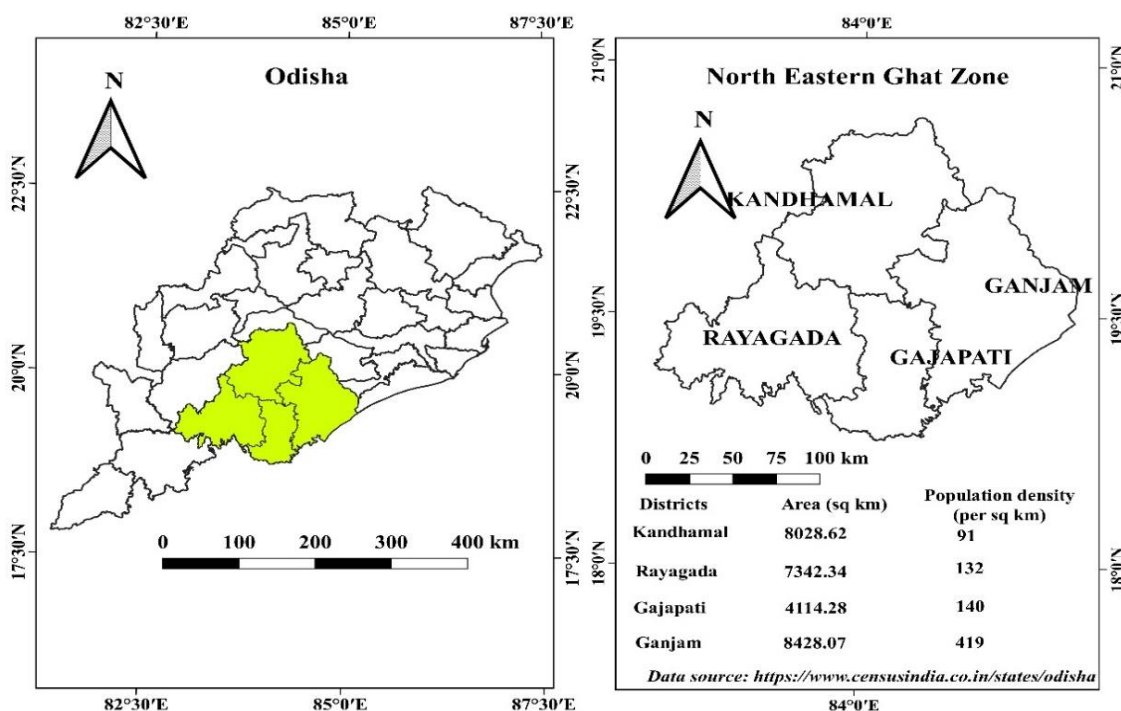 82°30'E 85°0'E 87°30'E
Odisha
N
22°30'N
22°30'N
20°0'N
20°0'N
17°30'N
17°30'N
0 100 200 300 400 km
82°30'E 85°0'E 87°30'E
84°0'E
21°0'N
21°0'N
North Eastern Ghat Zone
N
KANDHAMAL
GANJAM
19°30'N
19°30'N
RAYAGADA
GAJAPATI
0 25 50 75 100 km
Districts Area (sq km) Population density
(per sq km)
Kandhamal 8028.62 91
Rayagada 7342.34 132
Gajapati 4114.28 140
Ganjam 8428.07 419
18°0'N
18°0'N
Data source: https://www.censusindia.co.in/states/odisha
84°0'E